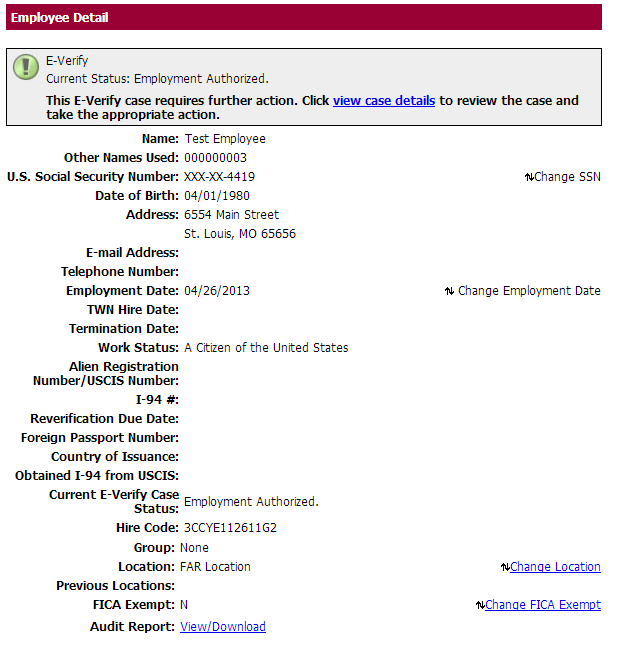 Employee Detail
E-Verify
Current Status: Employment Authorized.
This E-Verify case requires further action. Click view case details to review the case and
take the appropriate action.
Name: Test Employee
Other Names Used: 000000003
U.S. Social Security Number: XXX-XX-4419 Change SSN
Date of Birth: 04/01/1980
Address: 6554 Main Street
St. Louis, MO 65656
E-mail Address:
Telephone Number:
Employment Date: 04/26/2013 Change Employment Date
TWN Hire Date:
Termination Date:
Work Status: A Citizen of the United States
Alien Registration
Number/USCIS Number:
I-94 #:
Reverification Due Date:
Foreign Passport Number:
Country of Issuance:
Obtained I-94 from USCIS:
Current E-Verify Case
Status: Employment Authorized.
Hire Code: 3CCYE112611G2
Group: None
Location: FAR Location Change Location
Previous Locations:
FICA Exempt: N Change FICA Exempt
Audit Report: View/Download